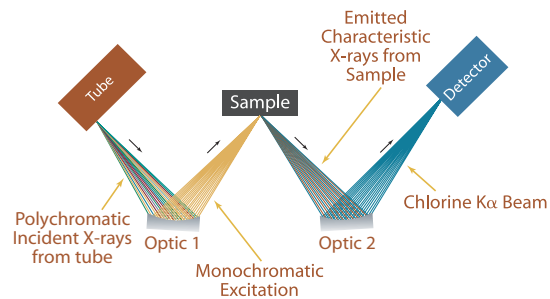 Tube
Sample
Emitted
Characteristic
X-rays from
Sample
Detector
Polychromatic
Incident X-rays
from tube
Optic 1
Monochromatic
Excitation
Optic 2
Chlorine Kα Beam